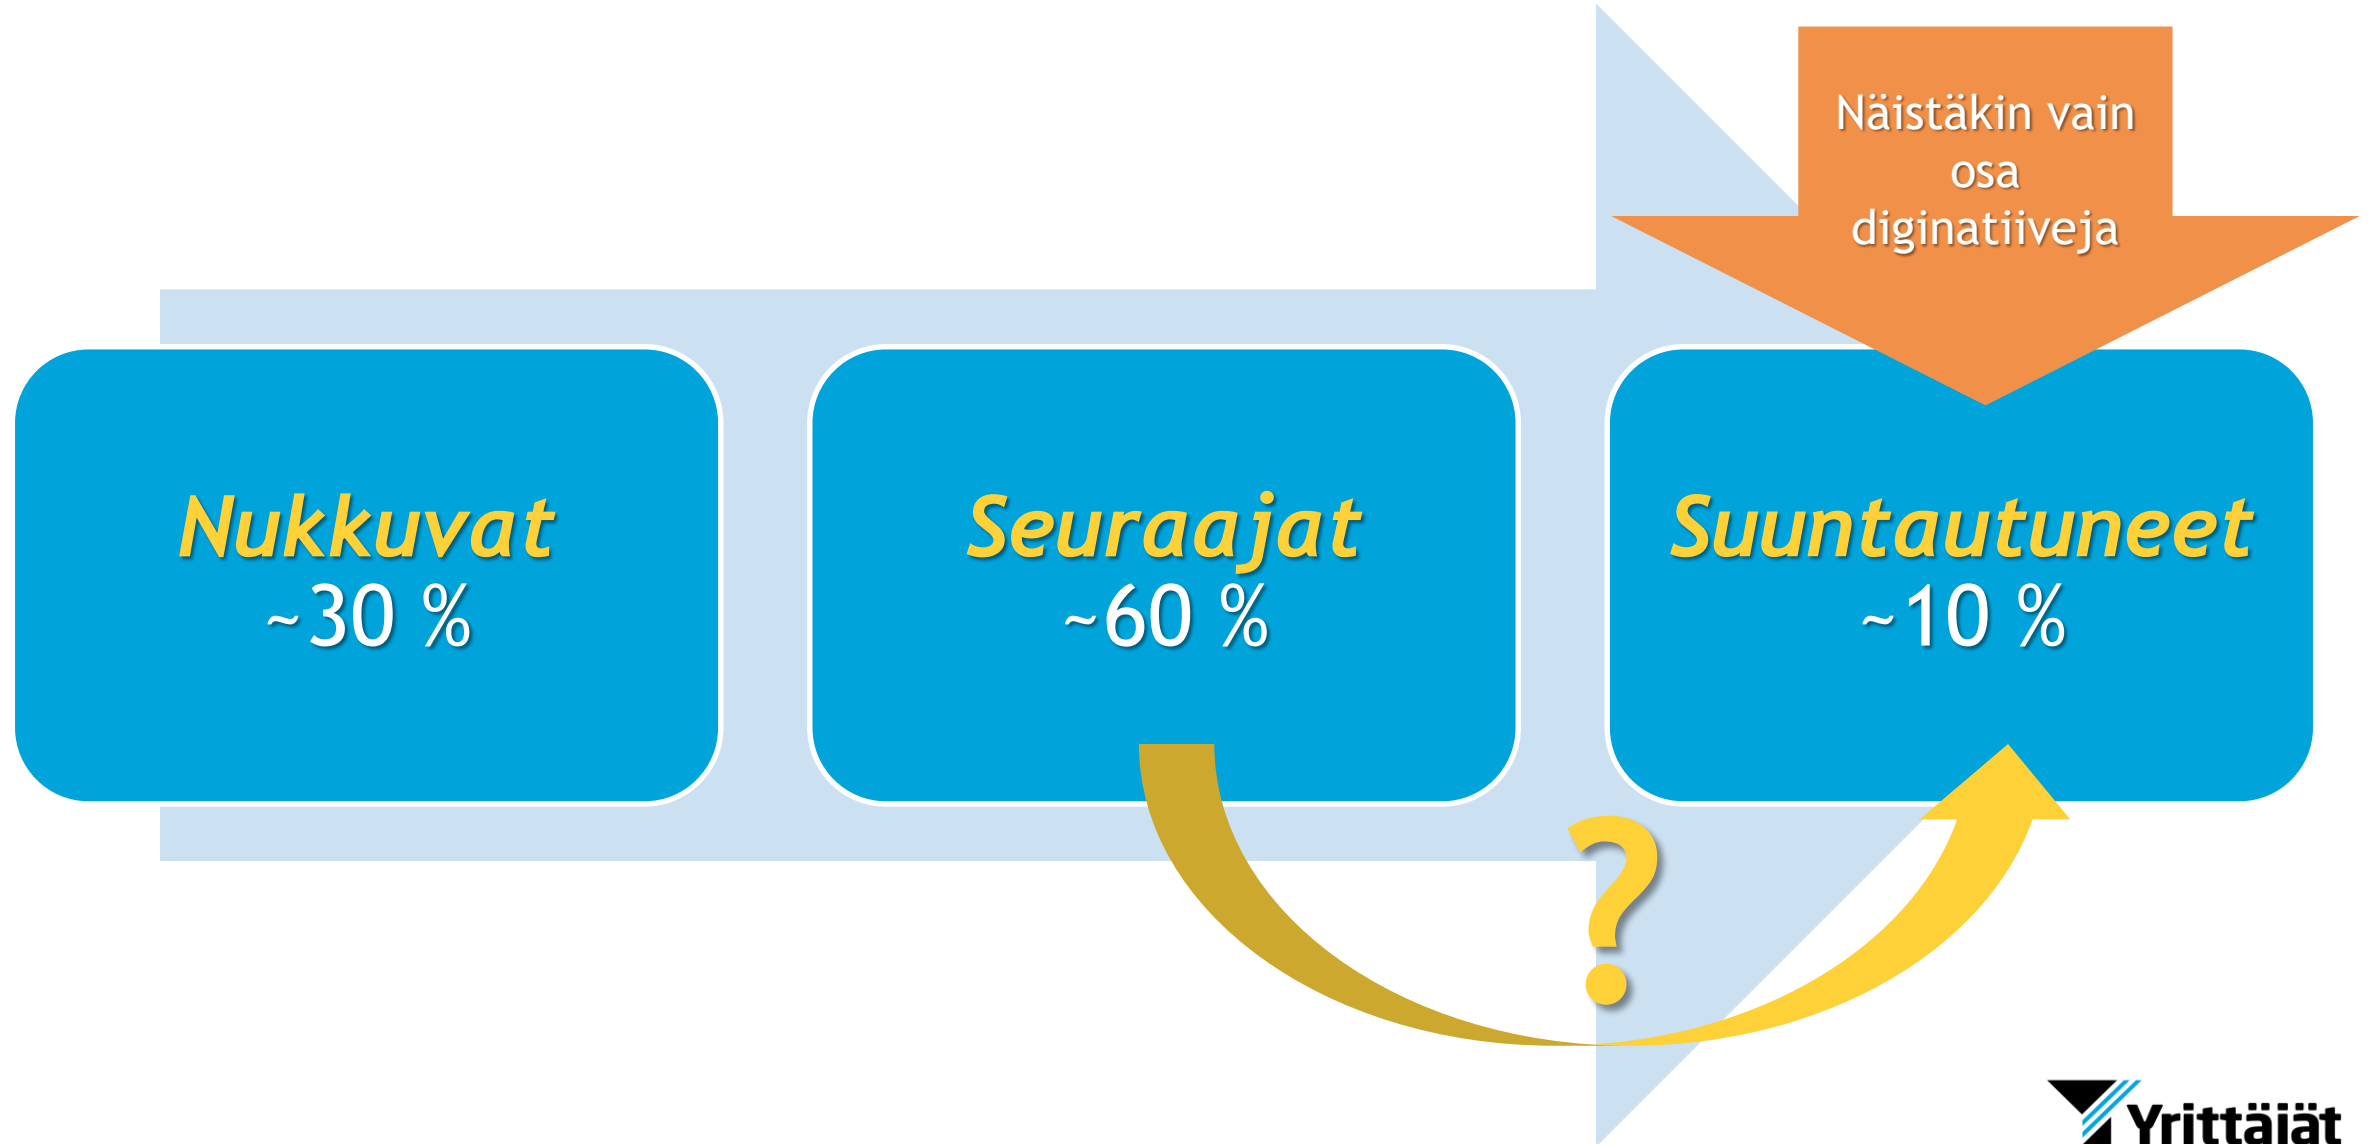 Näistäkin vain
osa
diginatiiveja
Nukkuvat
~30 %
Seuraajat
~60 %
Suuntautuneet
~10 %
?
Yrittäjät